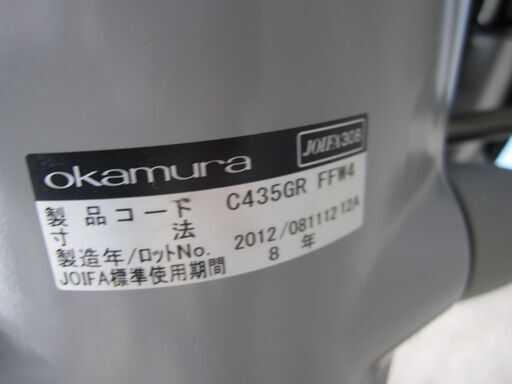 okamura JOIFA306
製品コード C435GR FFW4
寸法
製造年/ロットNo. 2012/08111212A
JOIFA標準使用期間 8年